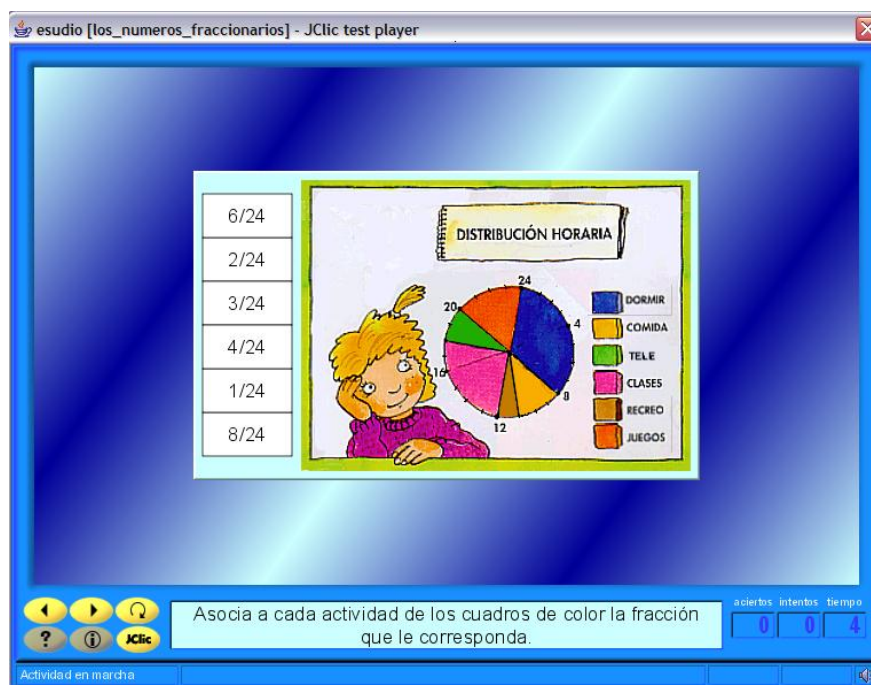 esudio [los_numeros_fraccionarios] - JClic test player
6/24
2/24
3/24
4/24
1/24
8/24
DISTRIBUCIÓN HORARIA
24
20
4
16
8
12
DORMIR
COMIDA
TELE
CLASES
RECREO
JUEGOS
Asocia a cada actividad de los cuadros de color la fracción
que le corresponda.
aciertos intentos tiempo
0 0 4
? i JClic
Actividad en marcha